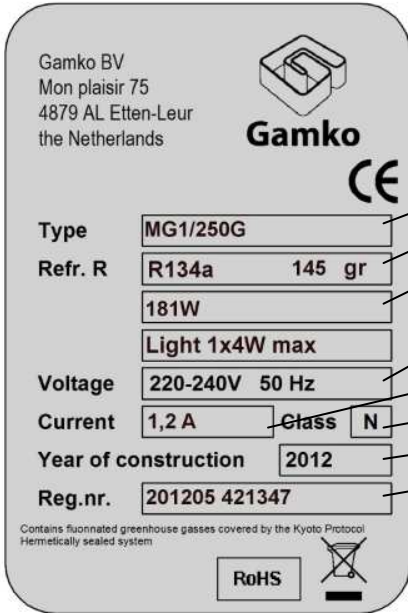 Gamko BV
Mon plaisir 75
4879 AL Etten-Leur
the Netherlands
Gamko
CE
Type MG1/250G
Refr. R R134a 145 gr
181W
Light 1x4W max
Voltage 220-240V 50 Hz
Current 1,2 A Class N
Year of construction 2012
Reg.nr. 201205 421347
Contains fluonnated greenhouse gasses covered by the Kyoto Protocol
Hermetically sealed system
RoHS